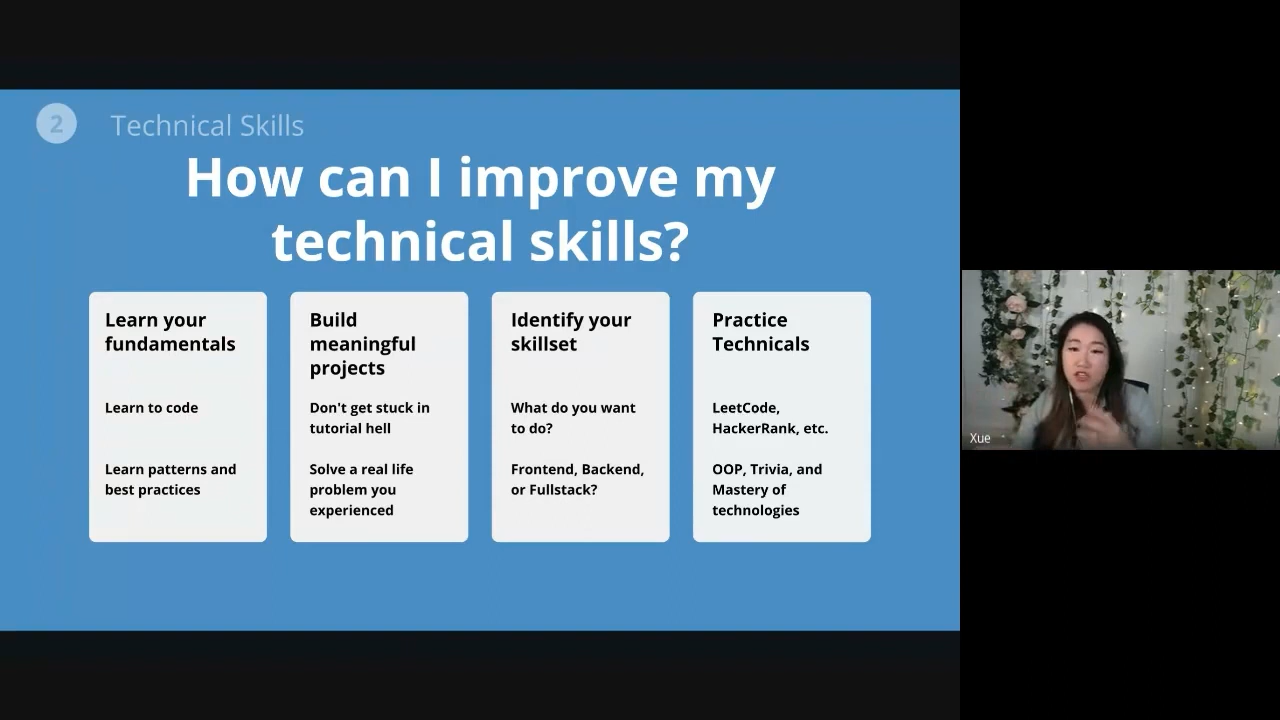 2
Technical Skills
How can I improve my
technical skills?
Learn your
fundamentals
Learn to code
Learn patterns and
best practices
Build
meaningful
projects
Don't get stuck in
tutorial hell
Solve a real life
problem you
experienced
Identify your
skillset
What do you want
to do?
Frontend, Backend,
or Fullstack?
Practice
Technicals
LeetCode,
HackerRank, etc.
OOP, Trivia, and
Mastery of
technologies
Xue